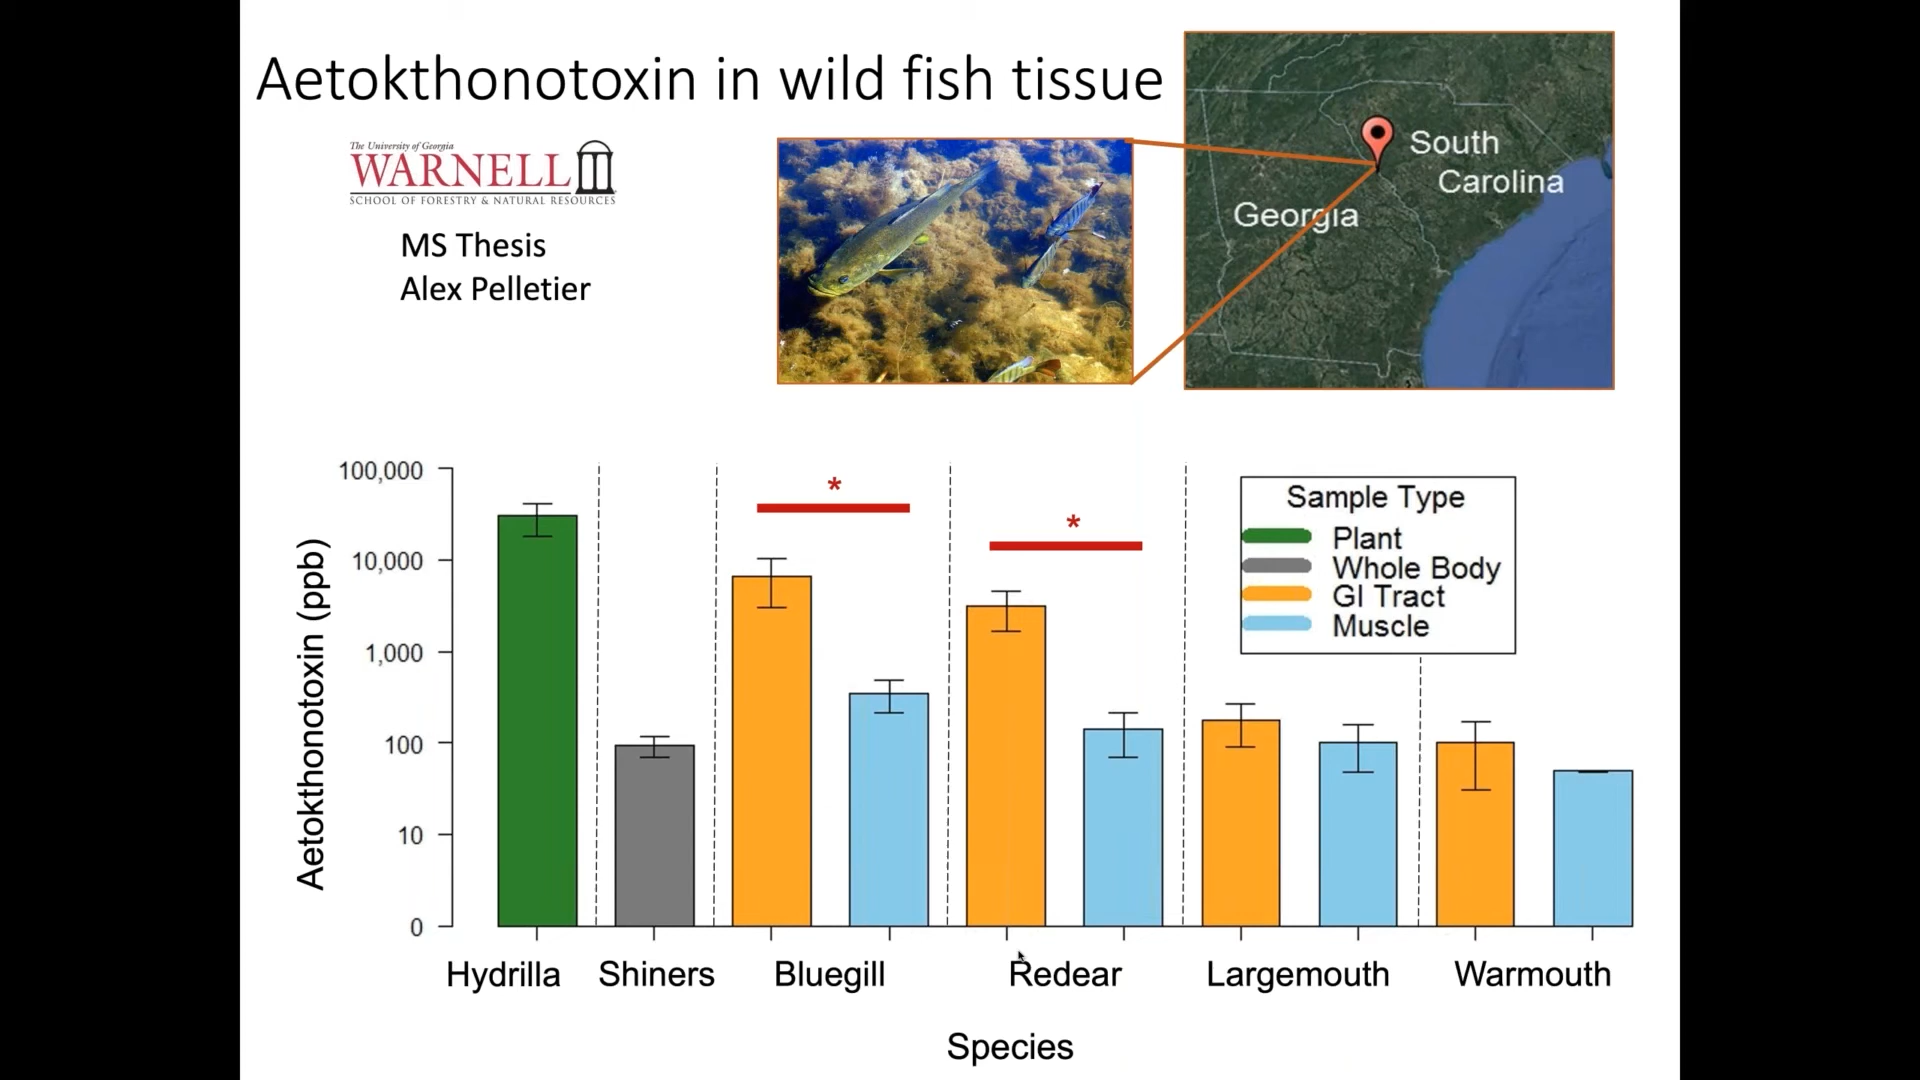 Aetokthonotoxin in wild fish tissue
The University of Georgia
WARNELL
SCHOOL OF FORESTRY & NATURAL RESOURCES
MS Thesis
Alex Pelletier
South
Carolina
Georgia
Aetokthonotoxin (ppb)
100,000
10,000
1,000
100
10
0
*
*
Sample Type
Plant
Whole Body
GI Tract
Muscle
Hydrilla
Shiners
Bluegill
Redear
Largemouth
Warmouth
Species